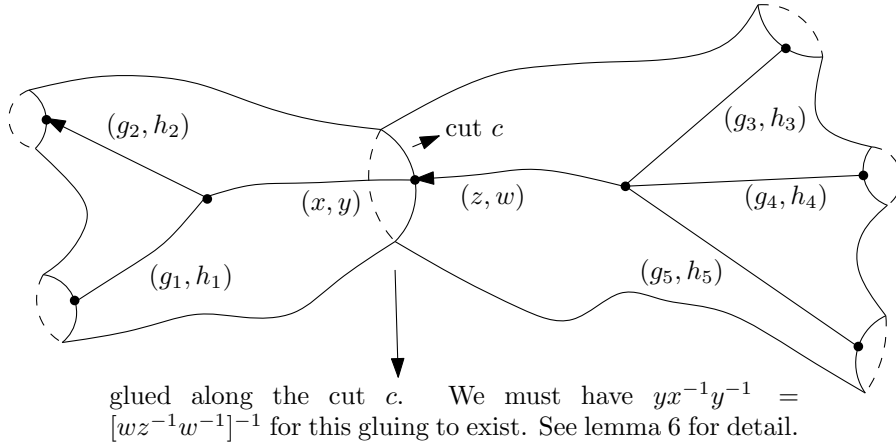 (g₃, h₃)
(g₂, h₂)
cut c
(x, y)
(z, w)
(g₄, h₄)
(g₁, h₁)
(g₅, h₅)
glued along the cut c. We must have yx⁻¹y⁻¹ =
[wz⁻¹w⁻¹]⁻¹ for this gluing to exist. See lemma 6 for detail.